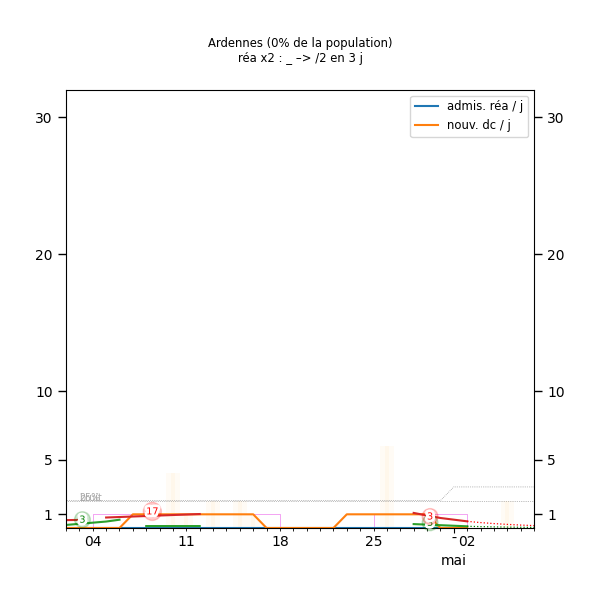 Ardennes (0% de la population)
réa x2 : _ –> /2 en 3 j
admis. réa / j
nouv. dc / j
30 30
20 20
10 10
5 5
1 1
3 17 3
04 11 18 25 - 02
mai